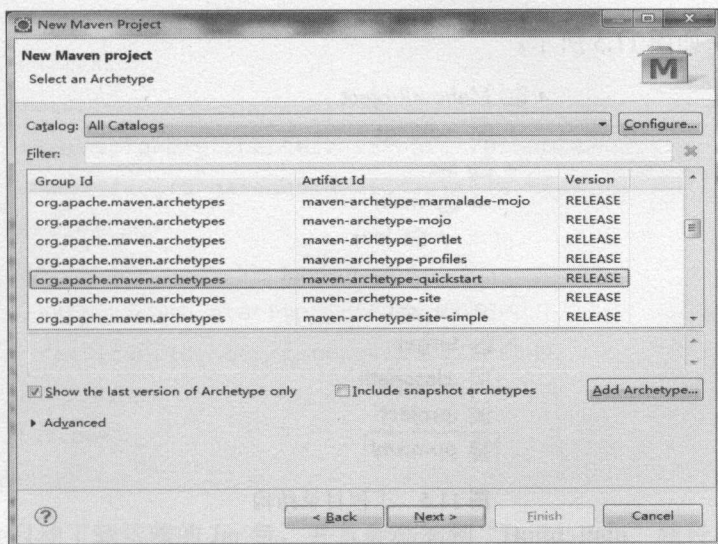 New Maven Project
New Maven project
Select an Archetype
M
Catalog: All Catalogs Configure...
Filter:
Group Id Artifact Id Version
org.apache.maven.archetypes maven-archetype-marmalade-mojo RELEASE
org.apache.maven.archetypes maven-archetype-mojo RELEASE
org.apache.maven.archetypes maven-archetype-portlet RELEASE
org.apache.maven.archetypes maven-archetype-profiles RELEASE
org.apache.maven.archetypes maven-archetype-quickstart RELEASE
org.apache.maven.archetypes maven-archetype-site RELEASE
org.apache.maven.archetypes maven-archetype-site-simple RELEASE
Show the last version of Archetype only Include snapshot archetypes Add Archetype...
Advanced
? < Back Next > Finish Cancel